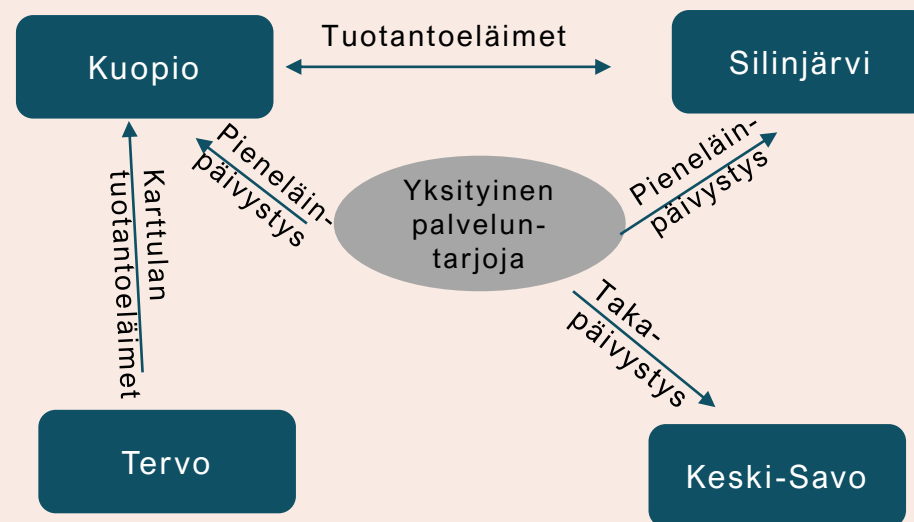 Tuotantoeläimet
Kuopio
Silinjärvi
Pieneläin-
päivystys
Yksityinen
palvelun-
tarjoja
Pieneläin-
päivystys
Karttulan
tuotantoeläimet
Taka-
päivystys
Tervo
Keski-Savo